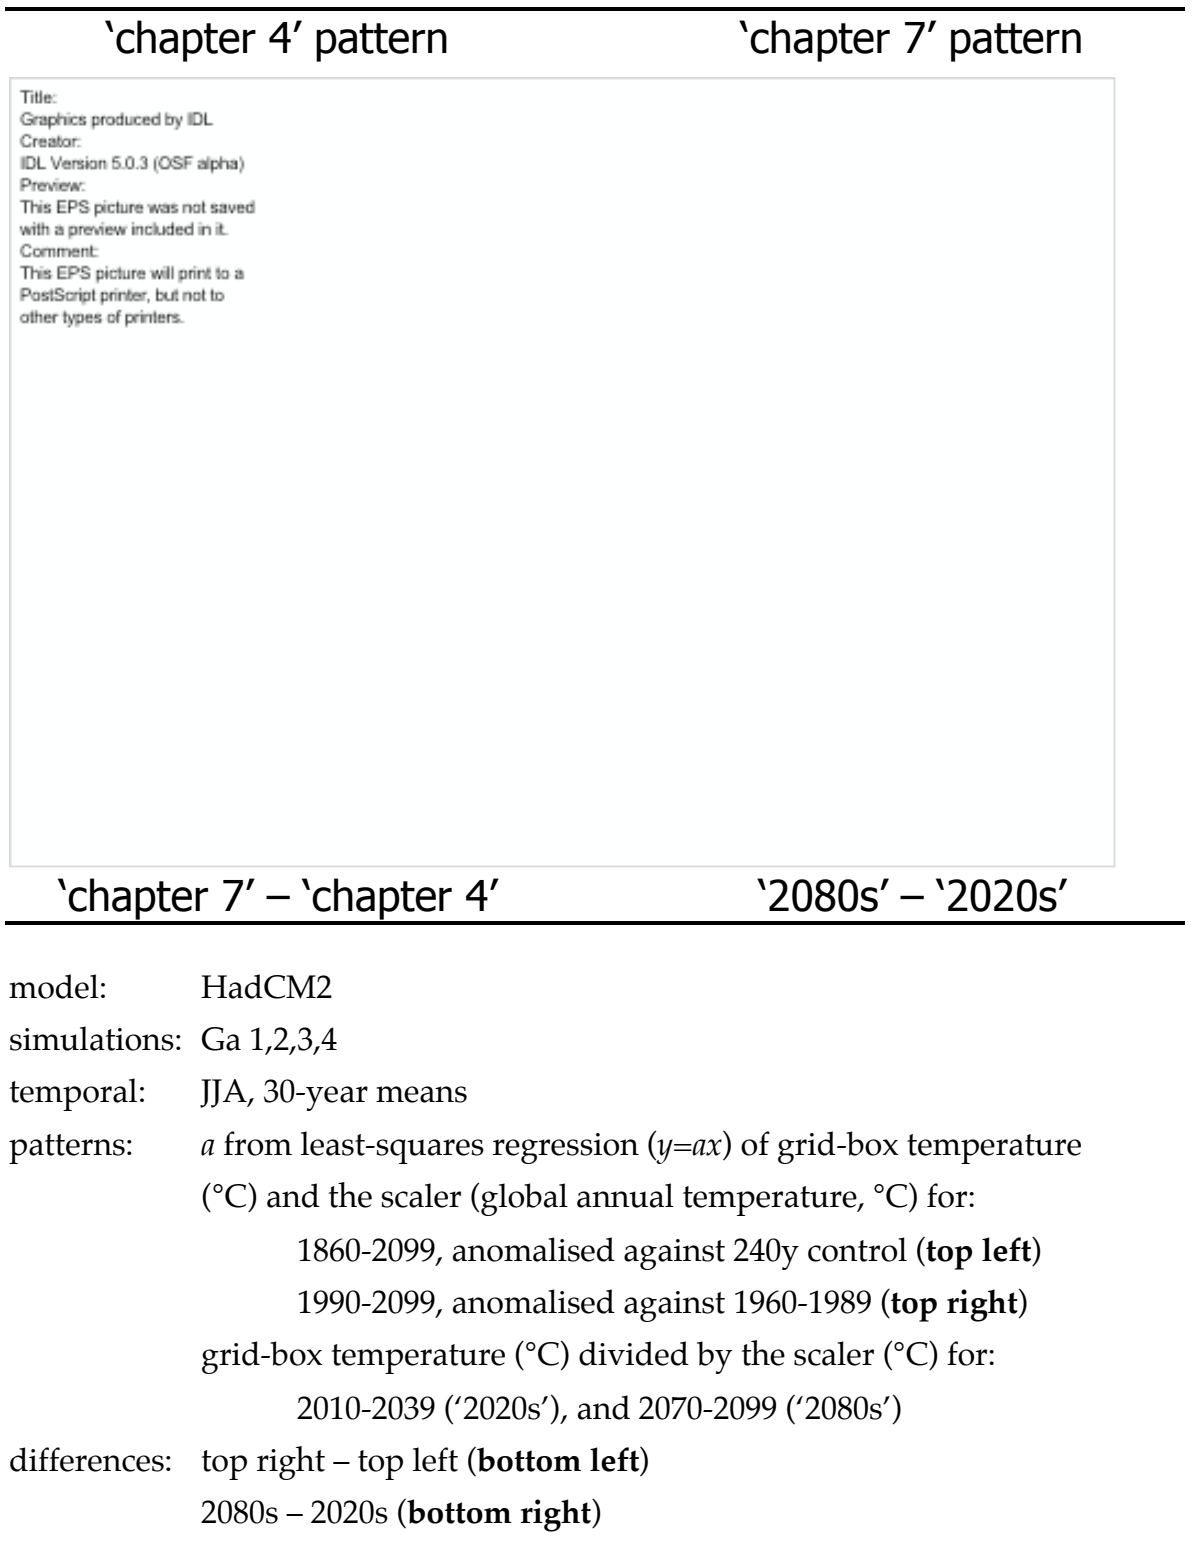 ‘chapter 4’ pattern ‘chapter 7’ pattern
Title:
Graphics produced by IDL
Creator:
IDL Version 5.0.3 (OSF alpha)
Preview:
This EPS picture was not saved
with a preview included in it.
Comment:
This EPS picture will print to a
PostScript printer, but not to
other types of printers.
‘chapter 7’ – ‘chapter 4’ ‘2080s’ – ‘2020s’
model: HadCM2
simulations: Ga 1,2,3,4
temporal: JJA, 30-year means
patterns: a from least-squares regression (y=ax) of grid-box temperature
(°C) and the scaler (global annual temperature, °C) for:
1860-2099, anomalised against 240y control (top left)
1990-2099, anomalised against 1960-1989 (top right)
grid-box temperature (°C) divided by the scaler (°C) for:
2010-2039 (‘2020s’), and 2070-2099 (‘2080s’)
differences: top right – top left (bottom left)
2080s – 2020s (bottom right)